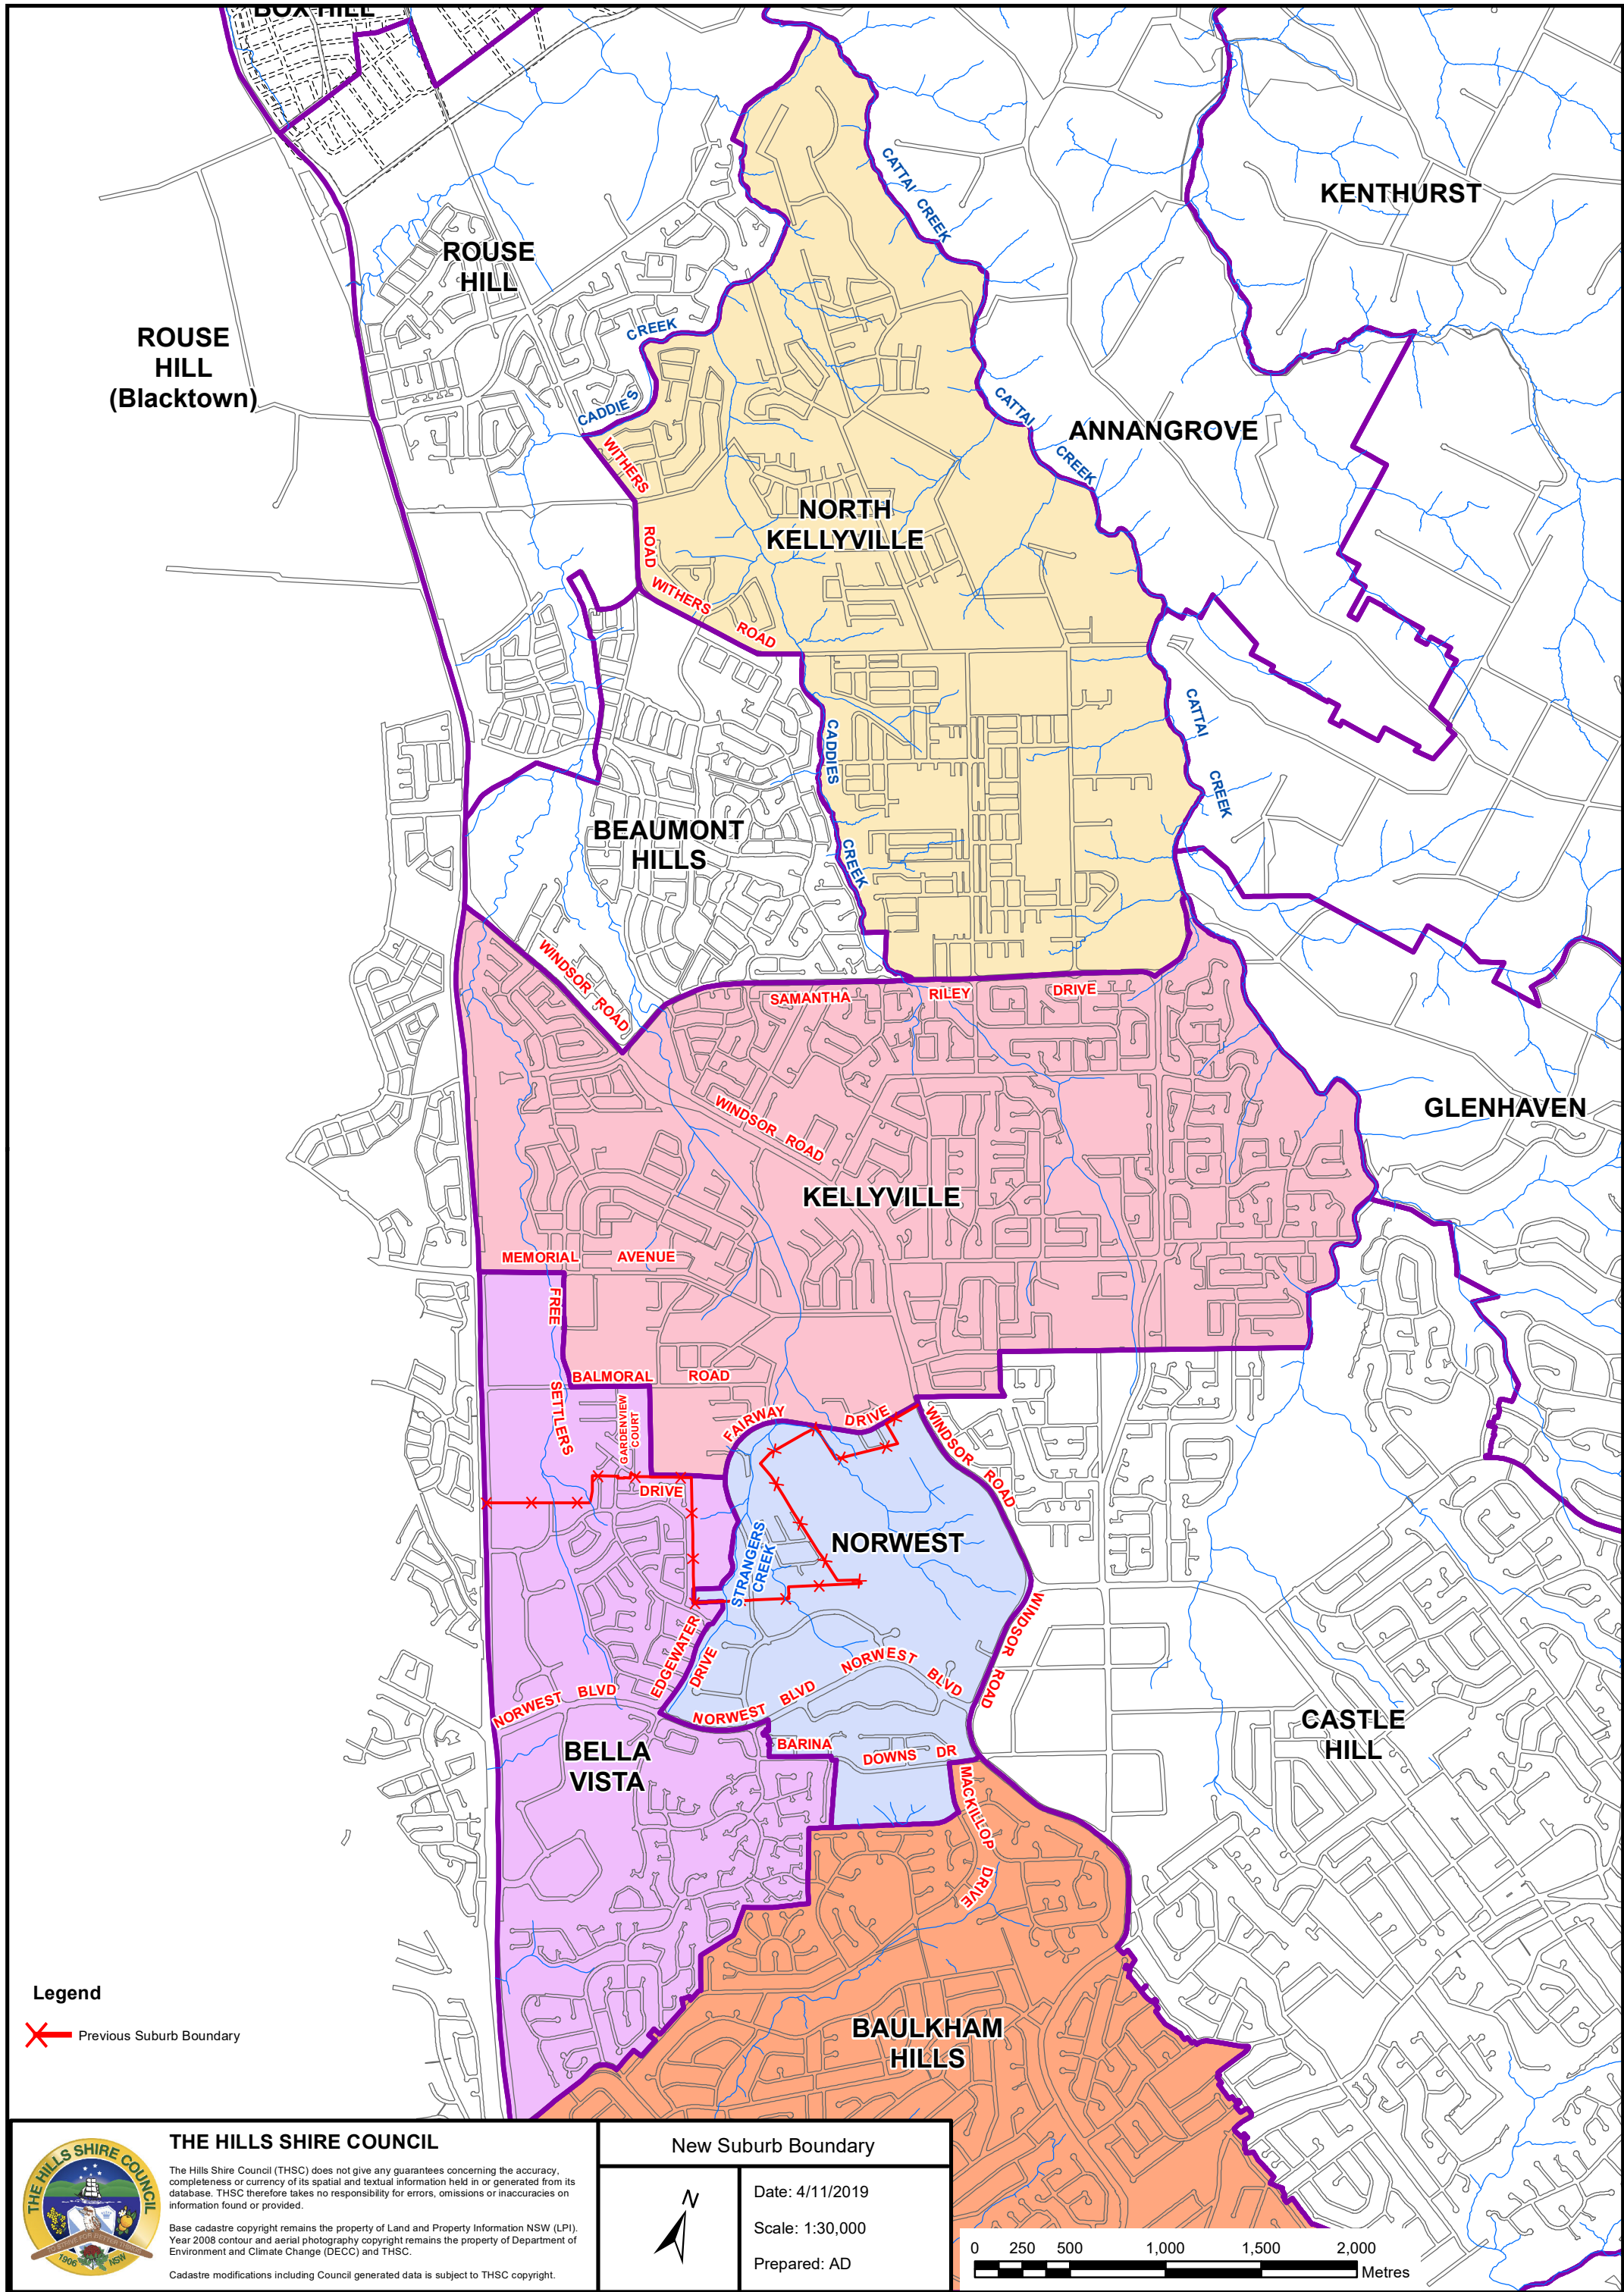 BOX HILL
KENTHURST
CATTAI CREEK
ROUSE
HILL
ROUSE
HILL
(Blacktown)
CREEK
CADDIES
CATTAI
CREEK
ANNANGROVE
WITHERS
ROAD
NORTH
KELLYVILLE
WITHERS
ROAD
CATTAI
CREEK
CADDIES
CREEK
BEAUMONT
HILLS
WINDSOR ROAD
SAMANTHA RILEY DRIVE
WINDSOR ROAD
GLENHAVEN
KELLYVILLE
MEMORIAL AVENUE
FREE
SETTLERS
BALMORAL ROAD
GARDENVIEW
COURT
FAIRWAY DRIVE
WINDSOR ROAD
DRIVE
STRANGERS
CREEK
NORWEST
WINDSOR ROAD
EDGEWATER
DRIVE
NORWEST BLVD
NORWEST BLVD
NORWEST BLVD
BARINA DOWNS DR
BELLA
VISTA
CASTLE
HILL
MACKILLOP
DRIVE
BAULKHAM
HILLS
Legend
Previous Suburb Boundary
THE HILLS SHIRE COUNCIL
1906 NSW
THE HILLS SHIRE COUNCIL
The Hills Shire Council (THSC) does not give any guarantees concerning the accuracy,
completeness or currency of its spatial and textual information held in or generated from its
database. THSC therefore takes no responsibility for errors, omissions or inaccuracies on
information found or provided.
Base cadastre copyright remains the property of Land and Property Information NSW (LPI).
Year 2008 contour and aerial photography copyright remains the property of Department of
Environment and Climate Change (DECC) and THSC.
Cadastre modifications including Council generated data is subject to THSC copyright.
New Suburb Boundary
N
Date: 4/11/2019
Scale: 1:30,000
Prepared: AD
0 250 500 1,000 1,500 2,000
Metres